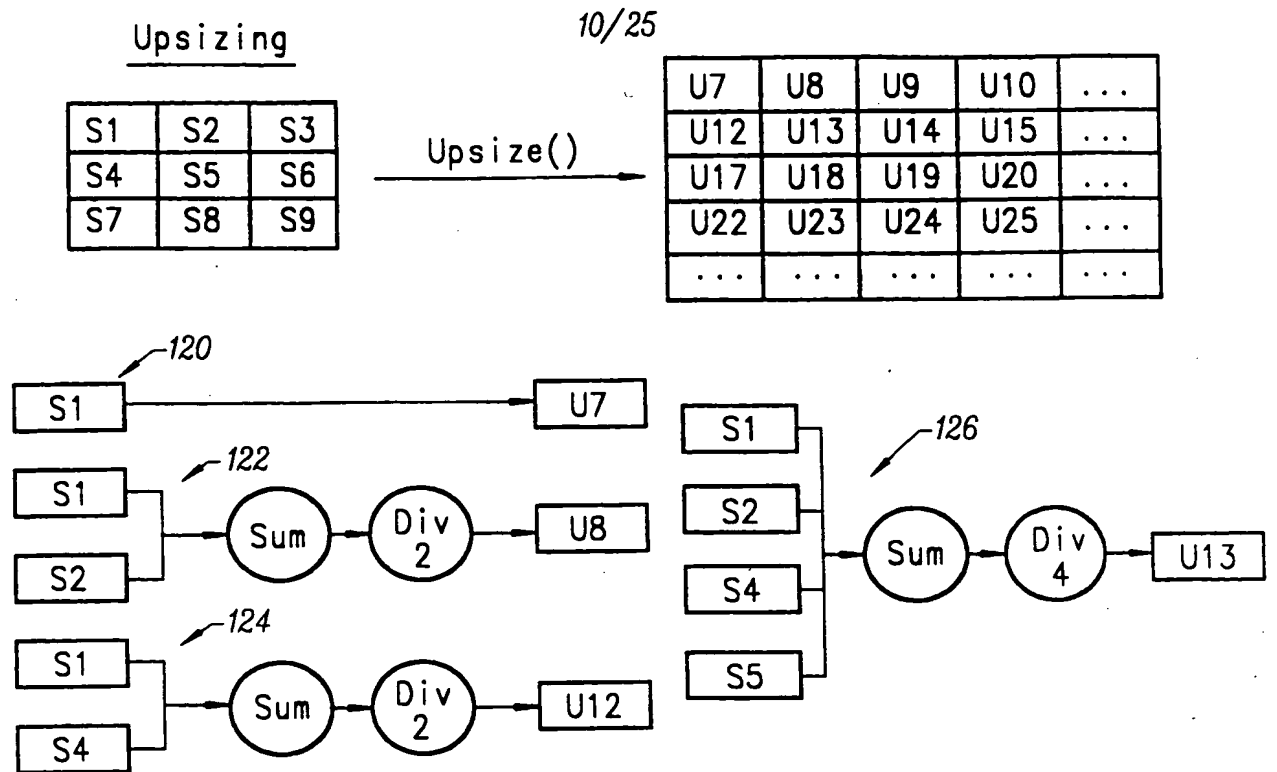 10/25
Upsizing
S1 S2 S3
S4 S5 S6
S7 S8 S9
Upsize()
U7 U8 U9 U10 ...
U12 U13 U14 U15 ...
U17 U18 U19 U20 ...
U22 U23 U24 U25 ...
... ... ... ... ...
120
S1 U7
122
S1
S2
Sum
Div
2
U8
124
S1
S4
Sum
Div
2
U12
126
S1
S2
S4
S5
Sum
Div
4
U13